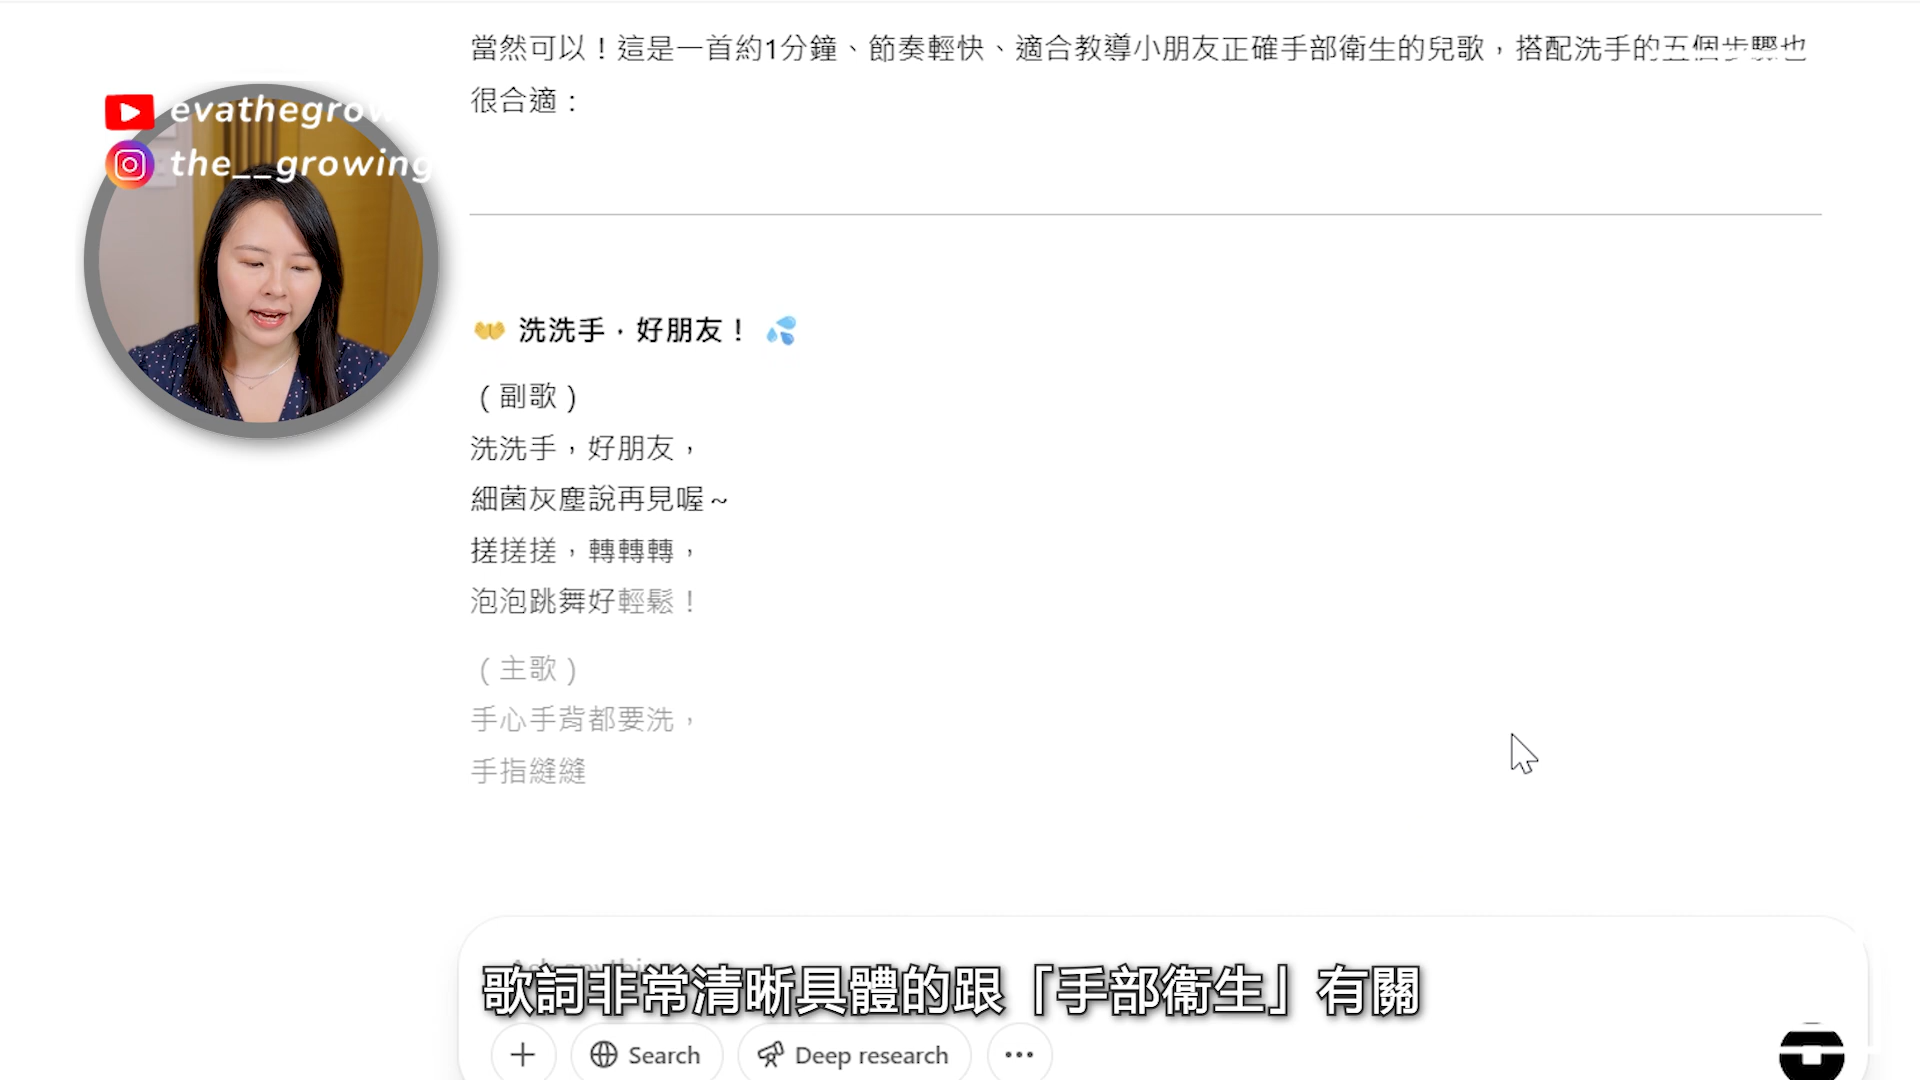 當然可以！這是一首約1分鐘、節奏輕快、適合教導小朋友正確手部衛生的兒歌，搭配洗手的五個步驟也
很合適：
evathegrow
the__growing
洗洗手．好朋友！
（副歌）
洗洗手，好朋友，
細菌灰塵說再見喔～
搓搓搓，轉轉轉，
泡泡跳舞好輕鬆！
（主歌）
手心手背都要洗，
手指縫縫
歌詞非常清晰具體的跟「手部衞生」有關
Search
Deep research